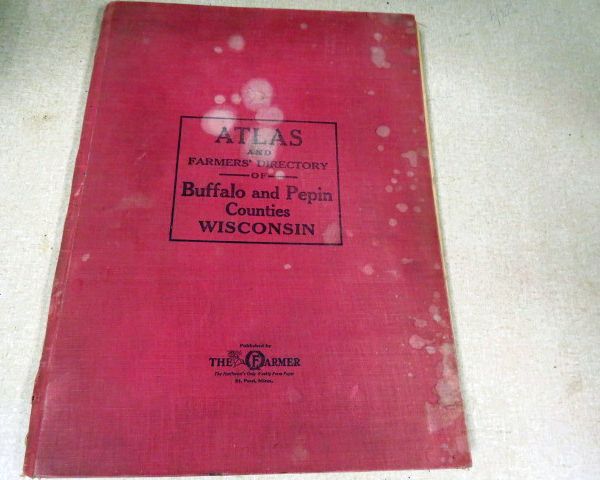 ATLAS
AND
FARMERS' DIRECTORY
OF
Buffalo and Pepin
Counties
WISCONSIN
Published by
THE FARMER
The Northwest's Only Weekly Farm Paper
St. Paul, Minn.